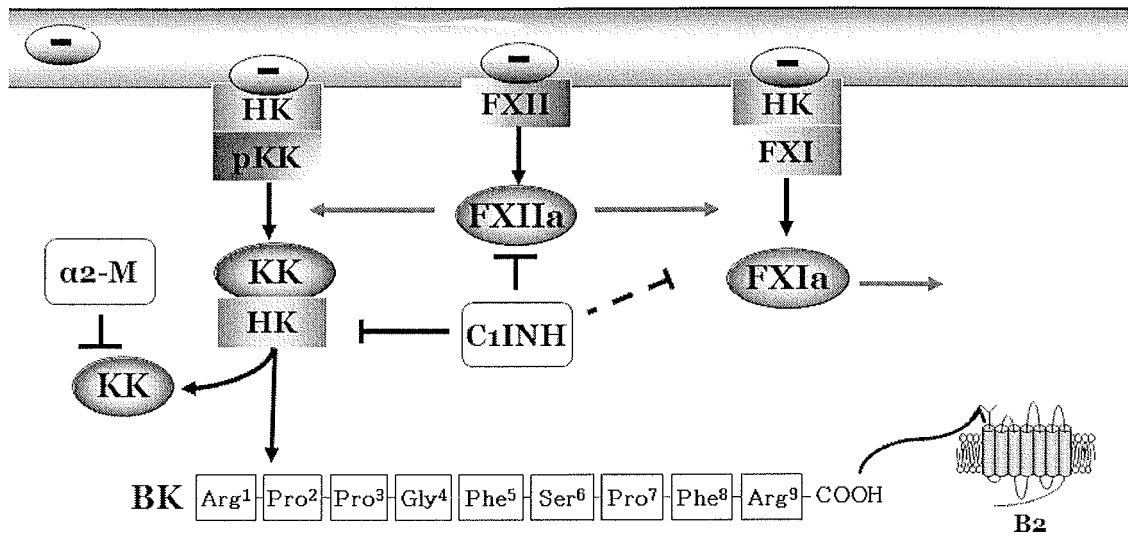 -
- - -
HK FXII HK
pKK FXI
FXIIa
α2-M KK FXIa
HK C1INH
KK
BK Arg1 Pro2 Pro3 Gly4 Phe5 Ser6 Pro7 Phe8 Arg9 COOH
B2